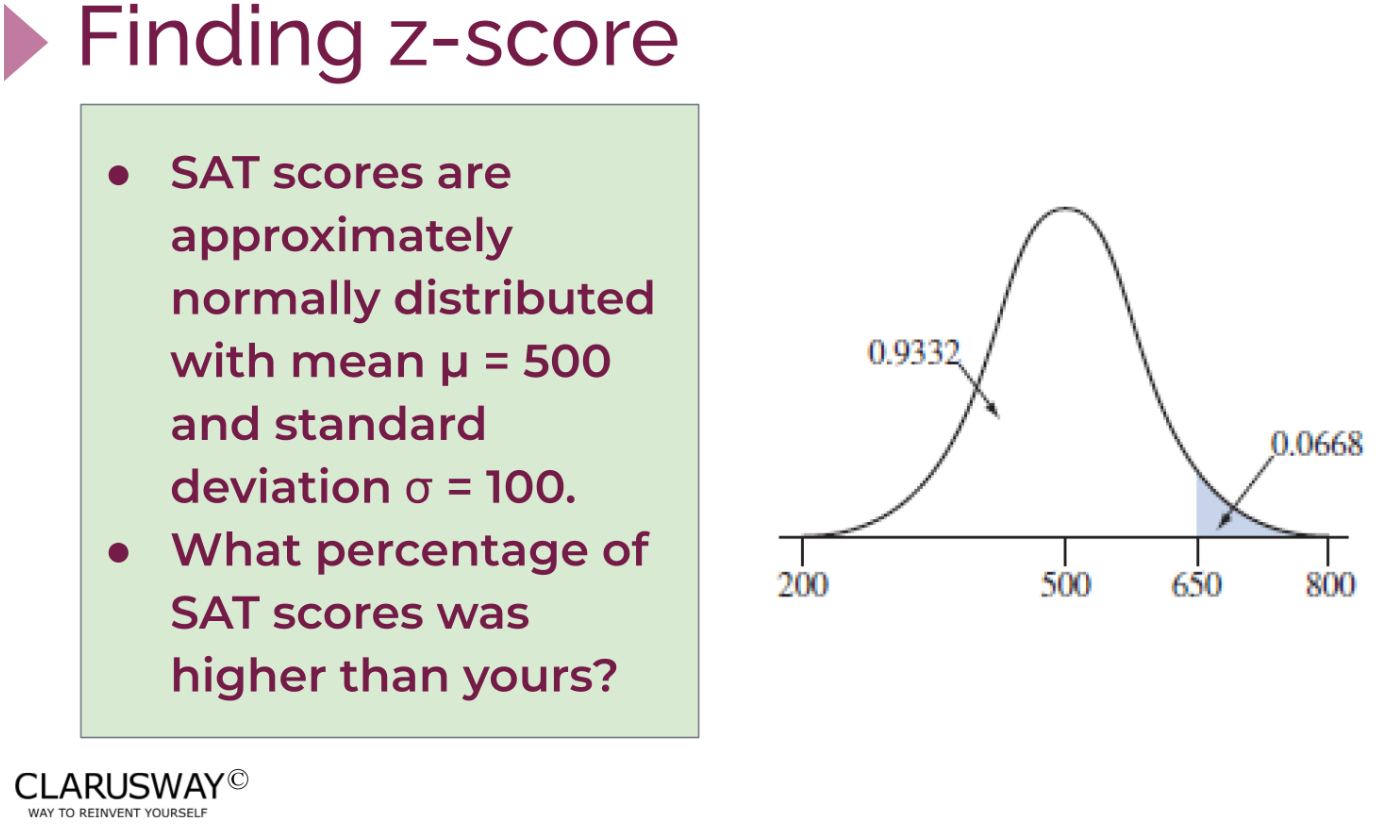 Finding z-score
● SAT scores are
approximately
normally distributed
with mean μ = 500
and standard
deviation σ = 100.
● What percentage of
SAT scores was
higher than yours?
0.9332
0.0668
200 500 650 800
CLARUSWAY©
WAY TO REINVENT YOURSELF